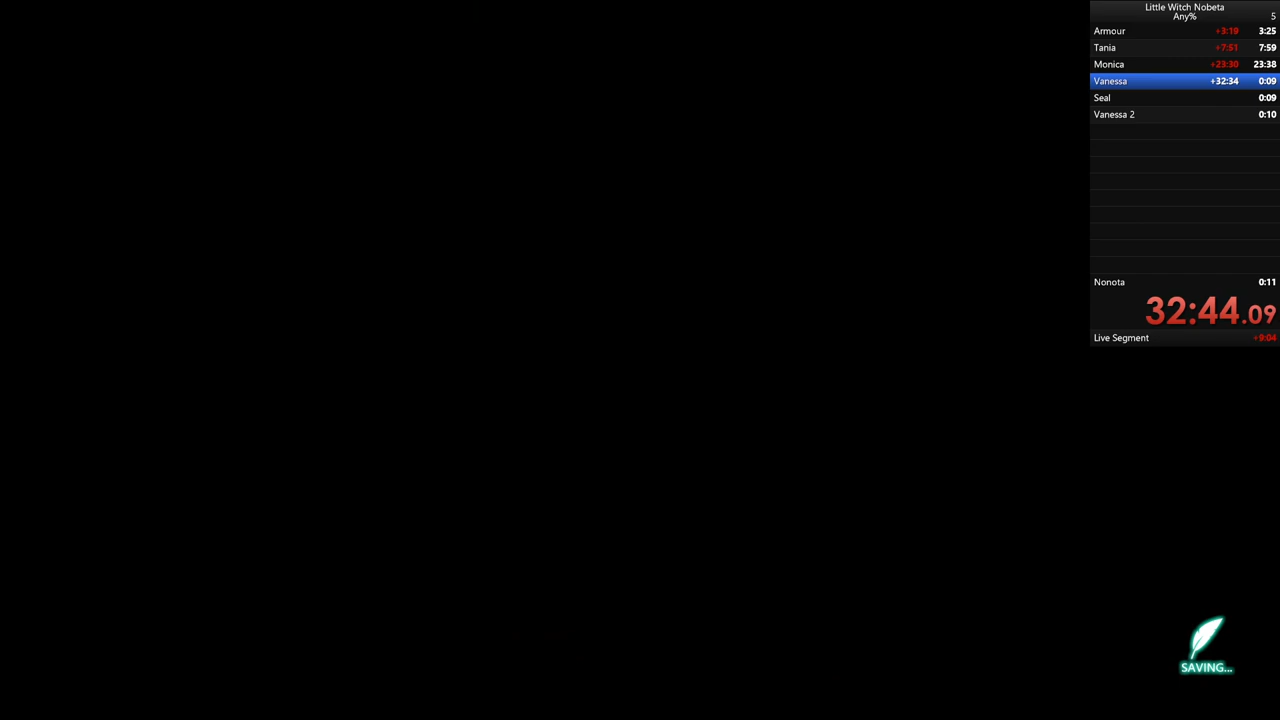 Little Witch Nobeta
Any% 5
Armour +3:19 3:25
Tania +7:51 7:59
Monica +23:30 23:38
Vanessa +32:34 0:09
Seal 0:09
Vanessa 2 0:10
Nonota 0:11
32:44.09
Live Segment +9:04
SAVING...